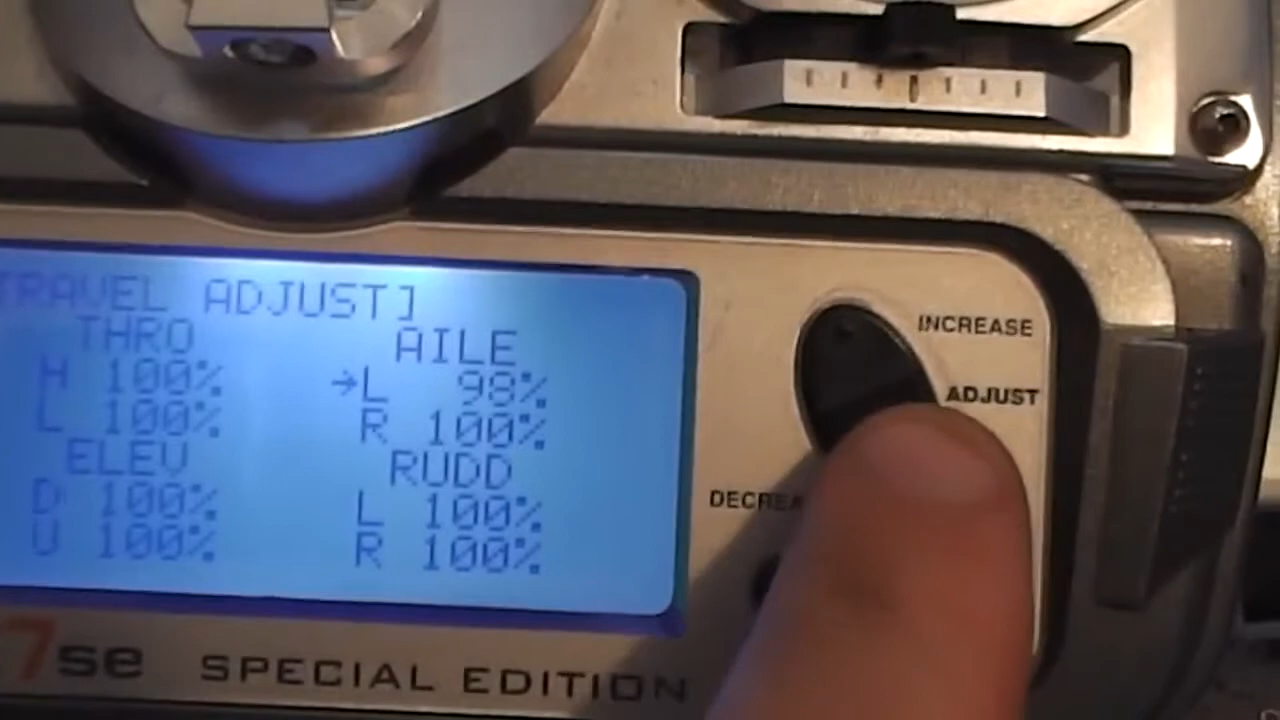 TRAVEL ADJUST]
THRO
H 100%
L 100%
AILE
→L 98%
R 100%
ELEV
D 100%
U 100%
RUDD
L 100%
R 100%
INCREASE
ADJUST
DECREA
7se SPECIAL EDITION